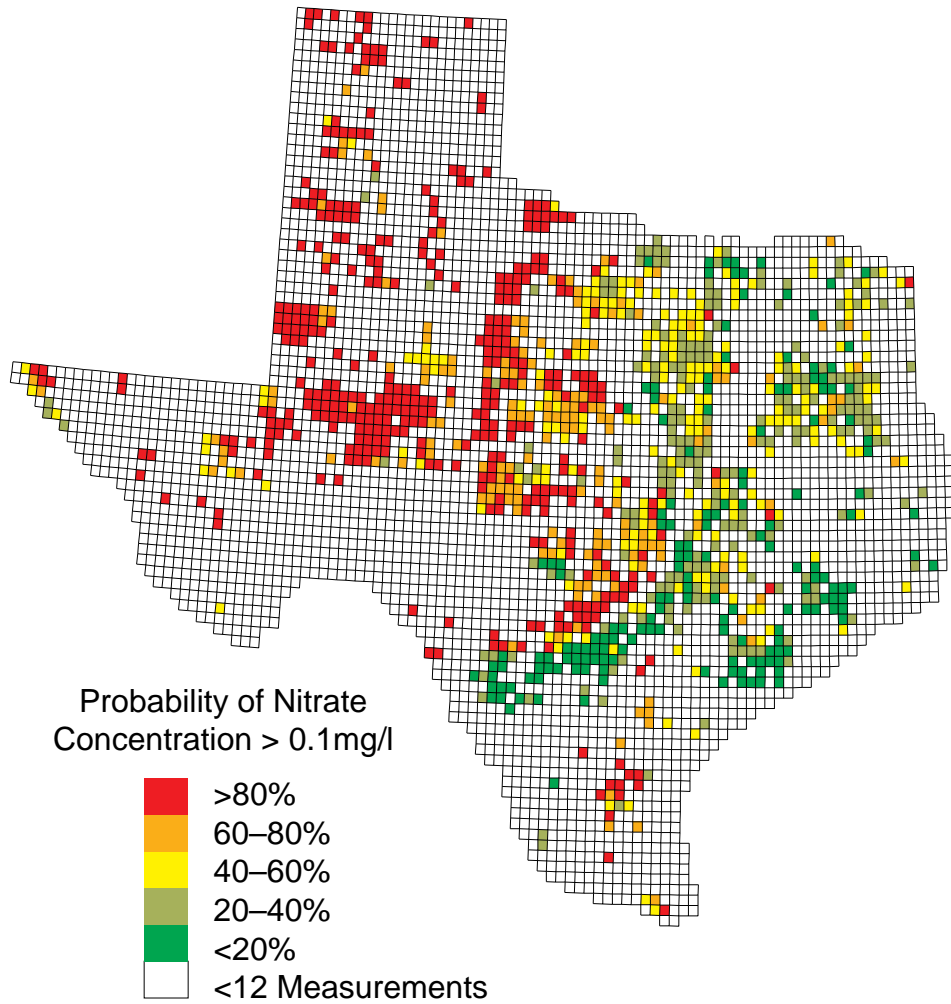 Probability of Nitrate
Concentration > 0.1mg/l
>80%
60–80%
40–60%
20–40%
<20%
<12 Measurements